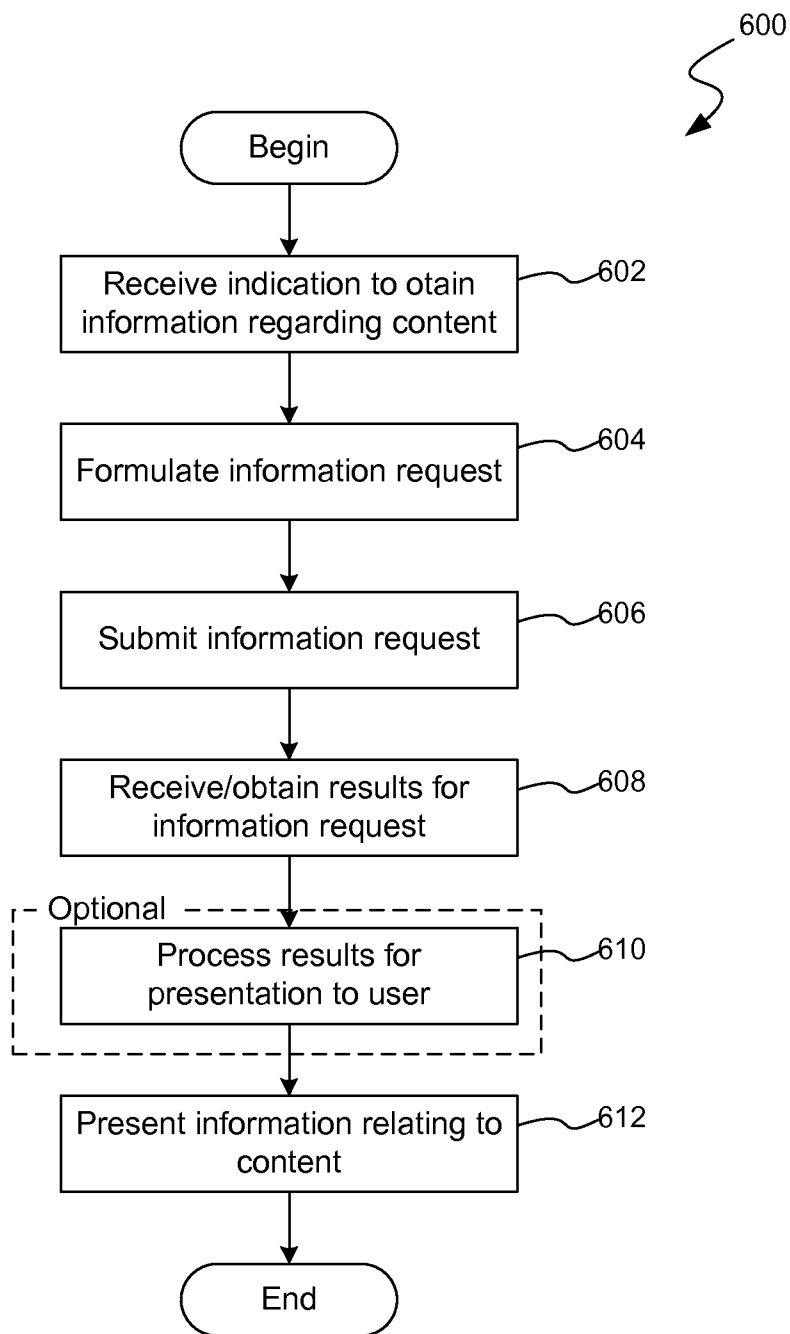 600
Begin
Receive indication to otain
information regarding content
602
Formulate information request
604
Submit information request
606
Receive/obtain results for
information request
608
Optional
Process results for
presentation to user
610
Present information relating to
content
612
End